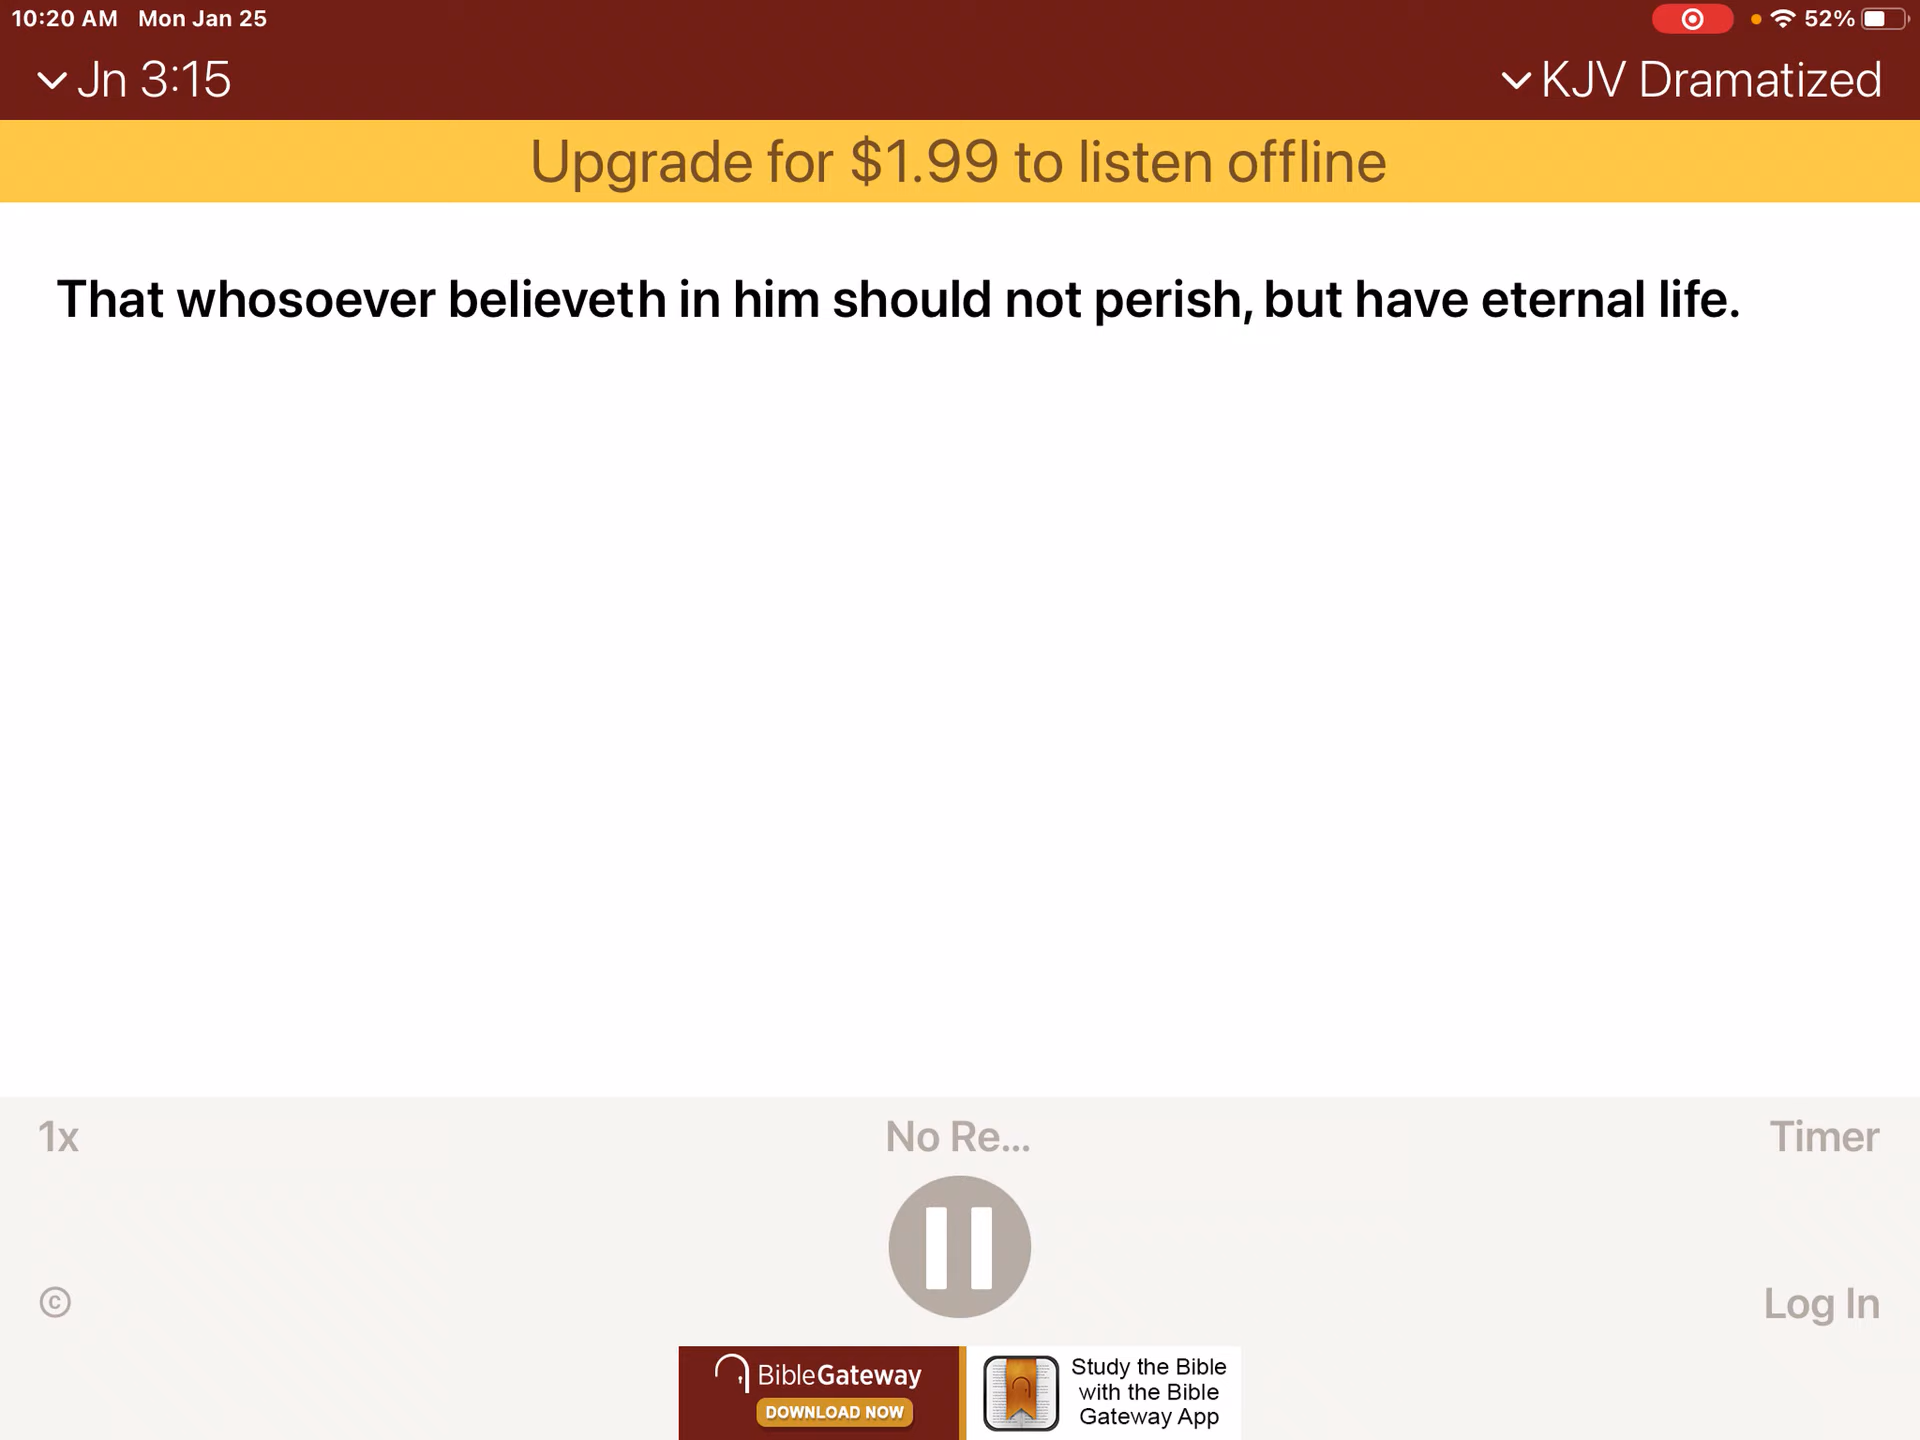 10:20 AM Mon Jan 25
52%
Jn 3:15
KJV Dramatized
Upgrade for $1.99 to listen offline
That whosoever believeth in him should not perish, but have eternal life.
1x
No Re...
Timer
©
Log In
BibleGateway
DOWNLOAD NOW
Study the Bible
with the Bible
Gateway App